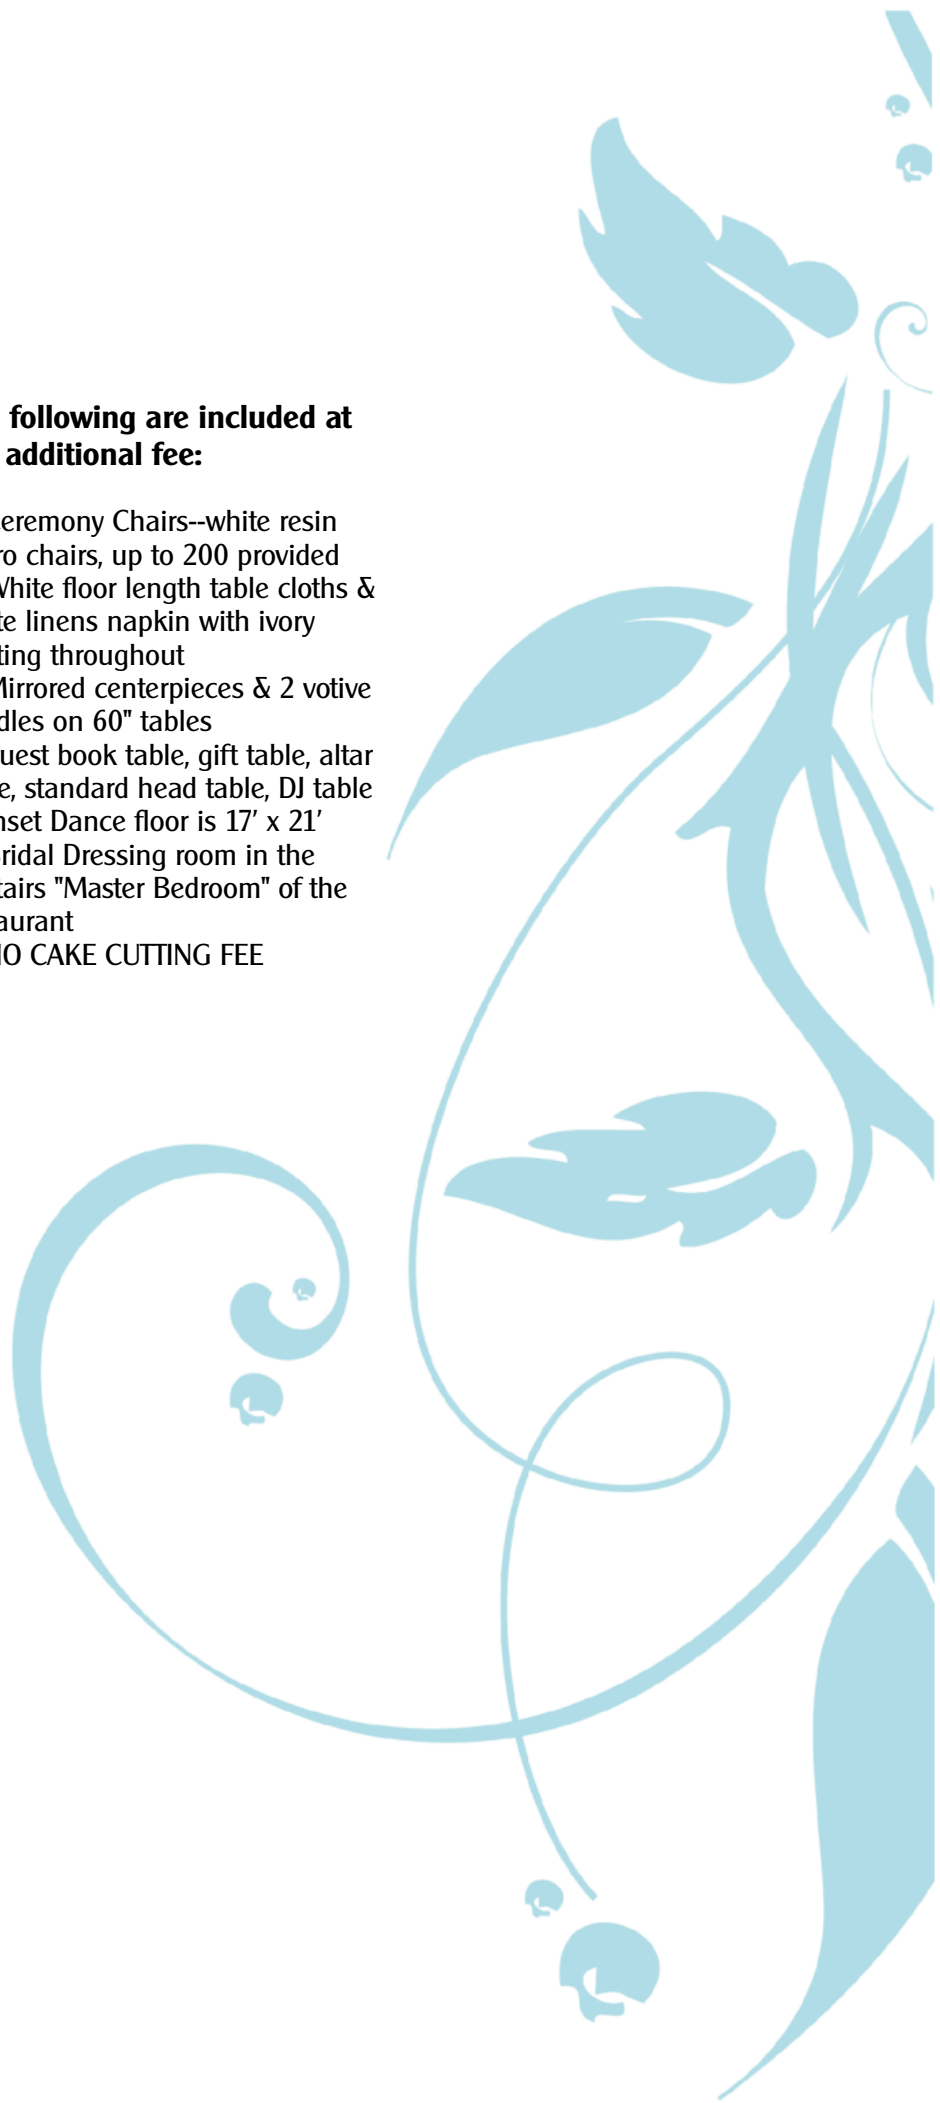 following are included at
additional fee:
eremony Chairs--white resin
ro chairs, up to 200 provided
White floor length table cloths &
te linens napkin with ivory
ting throughout
Mirrored centerpieces & 2 votive
dles on 60" tables
uest book table, gift table, altar
e, standard head table, DJ table
nset Dance floor is 17’ x 21’
ridal Dressing room in the
tairs "Master Bedroom" of the
aurant
NO CAKE CUTTING FEE